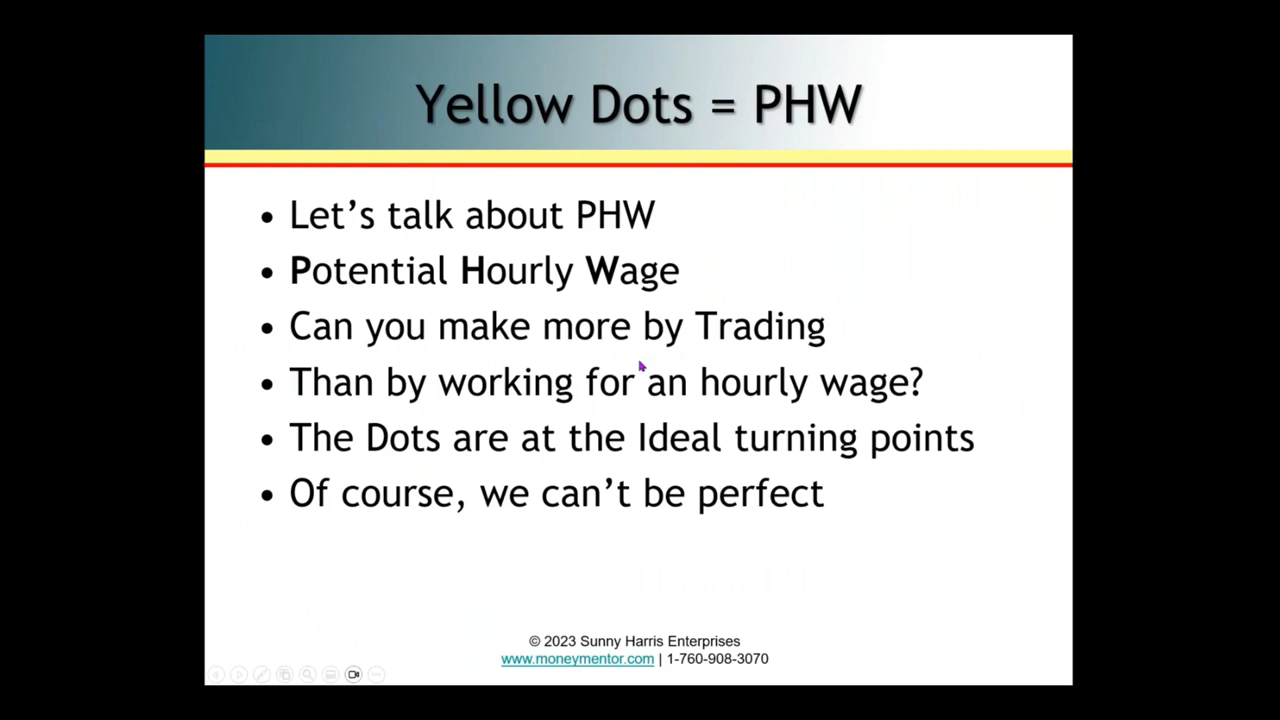 Yellow Dots = PHW
• Let’s talk about PHW
• Potential Hourly Wage
• Can you make more by Trading
• Than by working for an hourly wage?
• The Dots are at the Ideal turning points
• Of course, we can’t be perfect
© 2023 Sunny Harris Enterprises
www.moneymentor.com | 1-760-908-3070